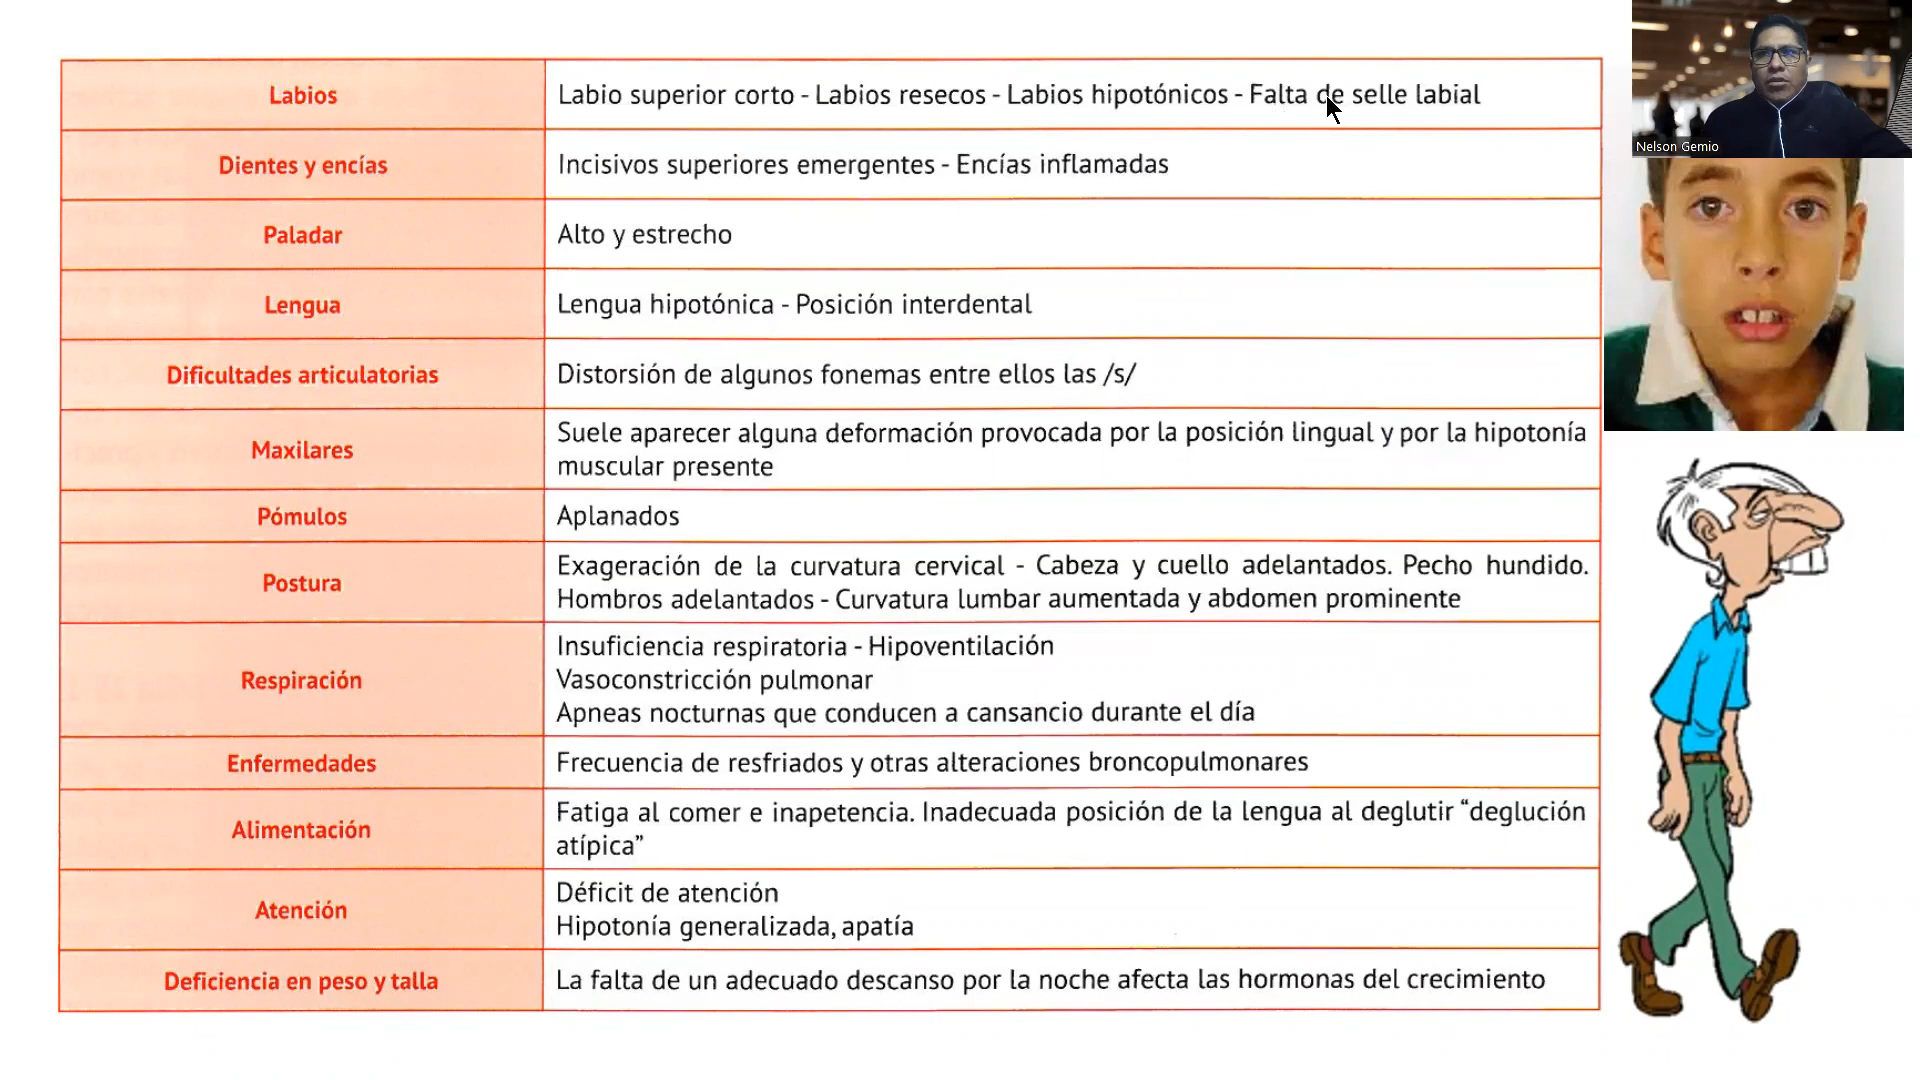 Nelson Gemio
Labios
Labio superior corto - Labios resecos - Labios hipotónicos - Falta de selle labial
Dientes y encías
Incisivos superiores emergentes - Encías inflamadas
Paladar
Alto y estrecho
Lengua
Lengua hipotónica - Posición interdental
Dificultades articulatorias
Distorsión de algunos fonemas entre ellos las /s/
Maxilares
Suele aparecer alguna deformación provocada por la posición lingual y por la hipotonía
muscular presente
Pómulos
Aplanados
Postura
Exageración de la curvatura cervical - Cabeza y cuello adelantados. Pecho hundido.
Hombros adelantados - Curvatura lumbar aumentada y abdomen prominente
Respiración
Insuficiencia respiratoria - Hipoventilación
Vasoconstricción pulmonar
Apneas nocturnas que conducen a cansancio durante el día
Enfermedades
Frecuencia de resfriados y otras alteraciones broncopulmonares
Alimentación
Fatiga al comer e inapetencia. Inadecuada posición de la lengua al deglutir “deglución
atípica”
Atención
Déficit de atención
Hipotonía generalizada, apatía
Deficiencia en peso y talla
La falta de un adecuado descanso por la noche afecta las hormonas del crecimiento